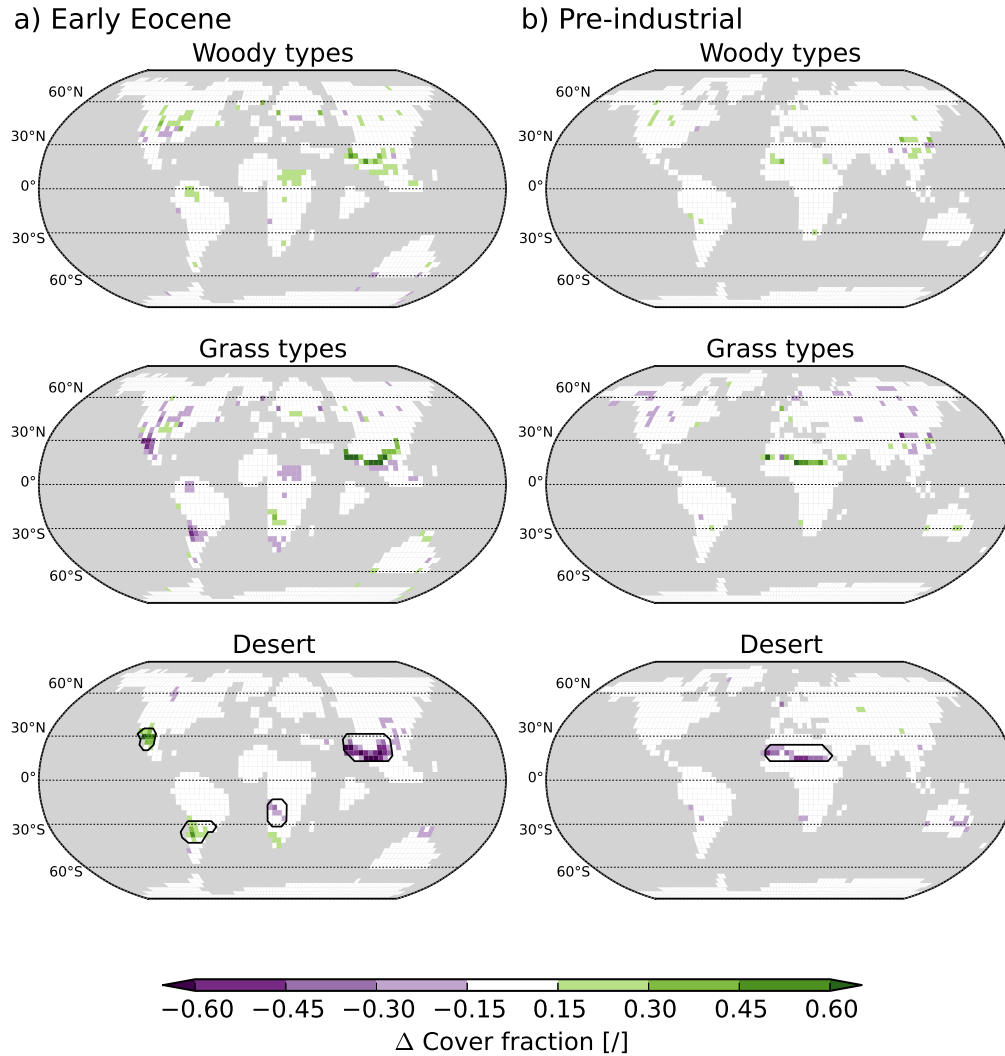 a) Early Eocene
b) Pre-industrial
Woody types
Woody types
60°N
30°N
0°
30°S
60°S
60°N
30°N
0°
30°S
60°S
Grass types
Grass types
60°N
30°N
0°
30°S
60°S
60°N
30°N
0°
30°S
60°S
Desert
Desert
60°N
30°N
0°
30°S
60°S
60°N
30°N
0°
30°S
60°S
−0.60 −0.45 −0.30 −0.15 0.15 0.30 0.45 0.60
Δ Cover fraction [/]